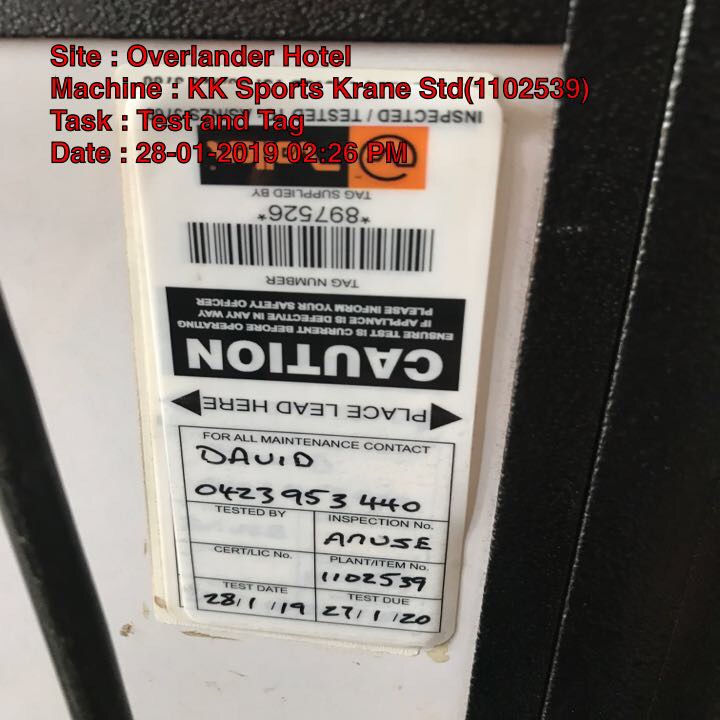 Site : Overlander Hotel
Machine : KK Sports Krane Std(1102539)
Task : Test and Tag
Date : 28-01-2019 02:26 PM
INSPECTED / TESTED
TAG SUPPLIED BY
*897526*
TAG NUMBER
PLEASE INFORM YOUR SAFETY OFFICER
IF APPLIANCE IS DEFECTIVE IN ANY WAY
ENSURE TEST IS CURRENT BEFORE OPERATING
CAUTION
PLACE LEAD HERE
FOR ALL MAINTENANCE CONTACT
DAVID
0423953440
TESTED BY
INSPECTION No.
AMUSE
CERT/LIC No.
PLANT/ITEM No.
1102539
TEST DATE
TEST DUE
28/1/19
27/1/20